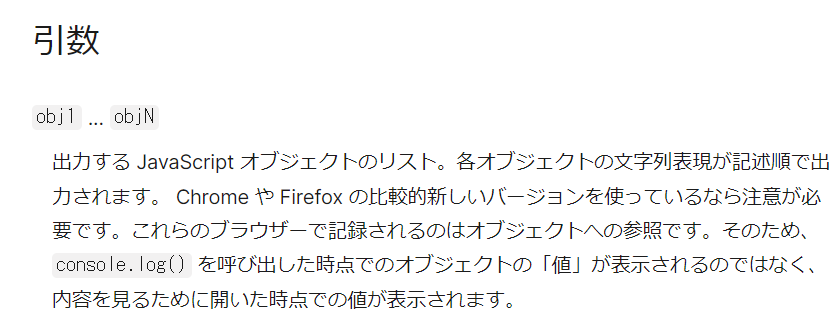 引数
obj1 ... objN
出力する JavaScript オブジェクトのリスト。各オブジェクトの文字列表現が記述順で出
力されます。 Chrome や Firefox の比較的新しいバージョンを使っているなら注意が必
要です。これらのブラウザーで記録されるのはオブジェクトへの参照です。そのため、
console.log() を呼び出した時点でのオブジェクトの「値」が表示されるのではなく、
内容を見るために開いた時点での値が表示されます。